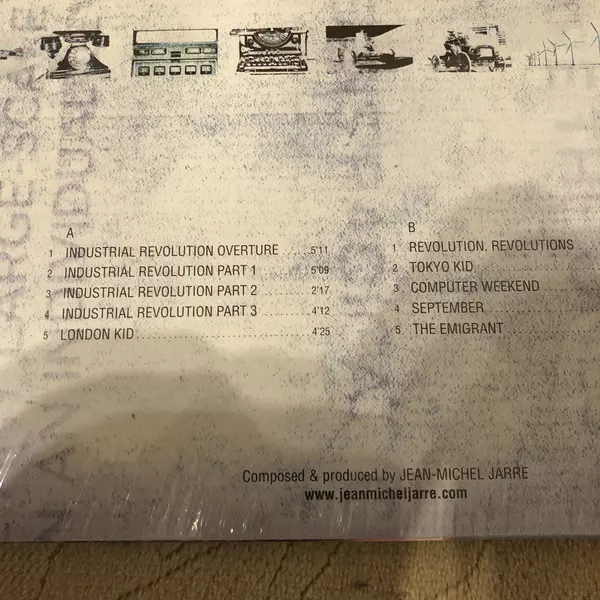 A
1 INDUSTRIAL REVOLUTION OVERTURE ..... 5'11
2 INDUSTRIAL REVOLUTION PART 1 ..... 5'09
3 INDUSTRIAL REVOLUTION PART 2 ..... 2'17
4 INDUSTRIAL REVOLUTION PART 3 ..... 4'12
5 LONDON KID ..... 4'25
B
1 REVOLUTION, REVOLUTIONS .....
2 TOKYO KID .....
3 COMPUTER WEEKEND .....
4 SEPTEMBER .....
5 THE EMIGRANT .....
Composed & produced by JEAN-MICHEL JARRE
www.jeanmicheljarre.com
AN INDIVIDUAL